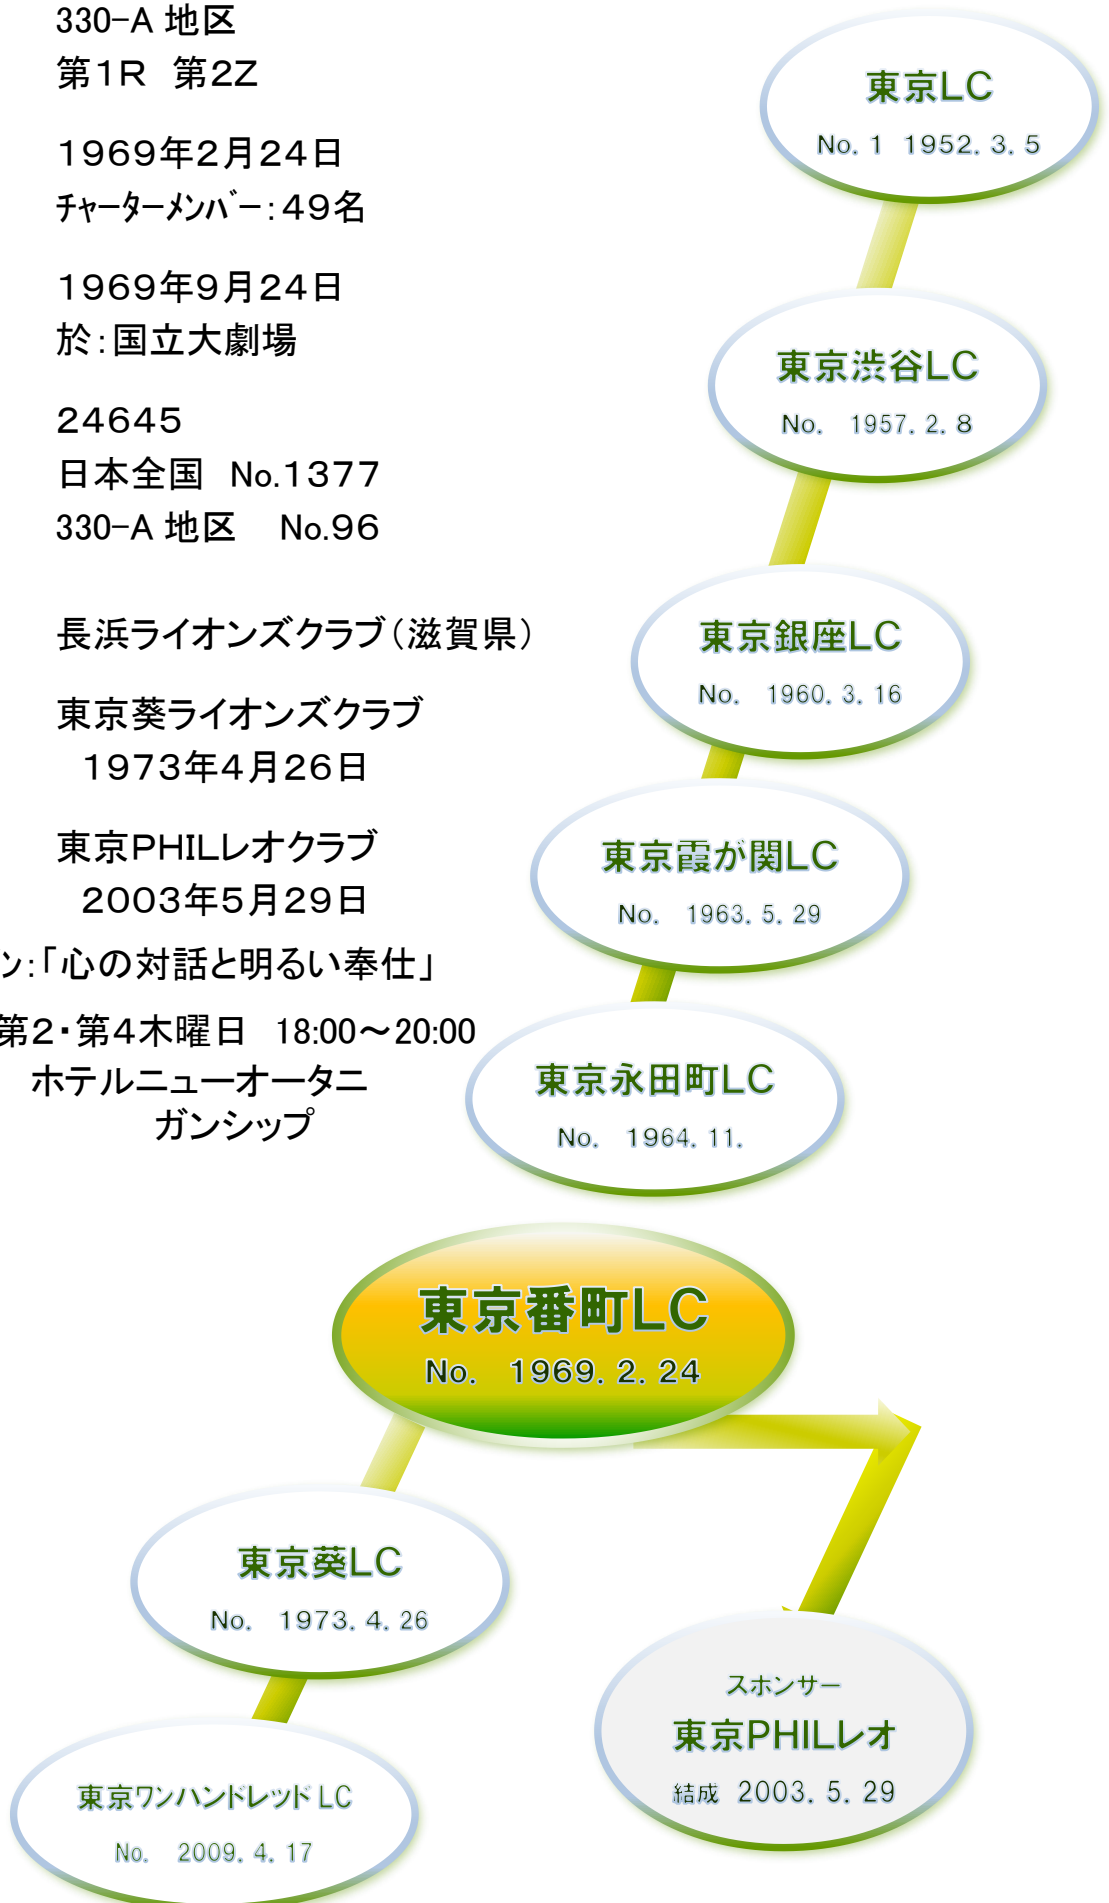 330-A 地区
第１Ｒ　第２Ｚ
１９６９年２月２４日
ﾁｬｰﾀｰﾒﾝﾊﾞｰ：４９名
１９６９年９月２４日
於：国立大劇場
２４６４５
日本全国　No.１３７７
330-A 地区　No.９６
長浜ライオンズクラブ（滋賀県）
東京葵ライオンズクラブ
１９７３年４月２６日
東京PHILレオクラブ
２００３年５月２９日
ン：「心の対話と明るい奉仕」
第２・第４木曜日　18:00～20:00
ホテルニューオータニ
ガンシップ
東京LC
No. 1　1952. 3. 5
東京渋谷LC
No.　1957. 2. 8
東京銀座LC
No.　1960. 3. 16
東京霞が関LC
No.　1963. 5. 29
東京永田町LC
No.　1964. 11.
東京番町LC
No.　1969. 2. 24
東京葵LC
No.　1973. 4. 26
東京ワンハンドレッド LC
No.　2009. 4. 17
スホンサー
東京PHILレオ
結成　2003. 5. 29